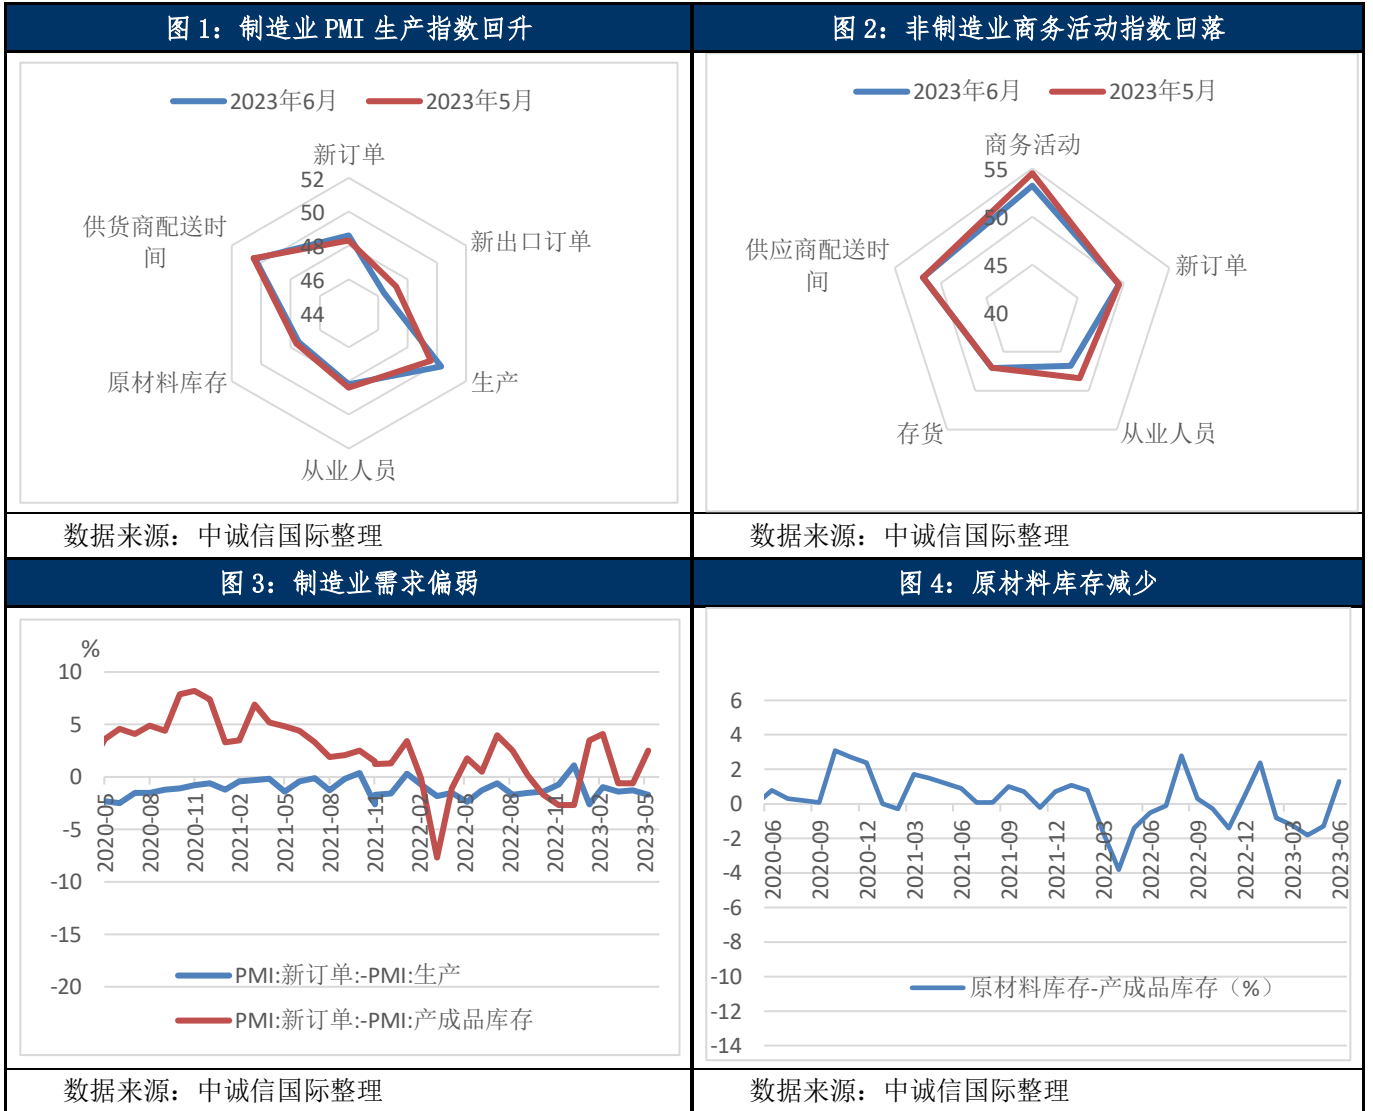 图 1：制造业 PMI 生产指数回升
2023年6月
2023年5月
新订单
52
50
48
46
44
供货商配送时
间
新出口订单
原材料库存
生产
从业人员
数据来源：中诚信国际整理
图 2：非制造业商务活动指数回落
2023年6月
2023年5月
商务活动
55
50
45
40
供应商配送时
间
新订单
存货
从业人员
数据来源：中诚信国际整理
图 3：制造业需求偏弱
%
10
5
0
-5
-10
-15
-20
2020-05
2020-08
2020-11
2021-02
2021-05
2021-08
2021-11
2022-02
2022-05
2022-08
2022-11
2023-02
2023-05
PMI:新订单:-PMI:生产
PMI:新订单:-PMI:产成品库存
数据来源：中诚信国际整理
图 4：原材料库存减少
6
4
2
0
-2
-4
-6
-8
-10
-12
-14
2020-06
2020-09
2020-12
2021-03
2021-06
2021-09
2021-12
2022-03
2022-06
2022-09
2022-12
2023-03
2023-06
原材料库存-产成品库存（%）
数据来源：中诚信国际整理